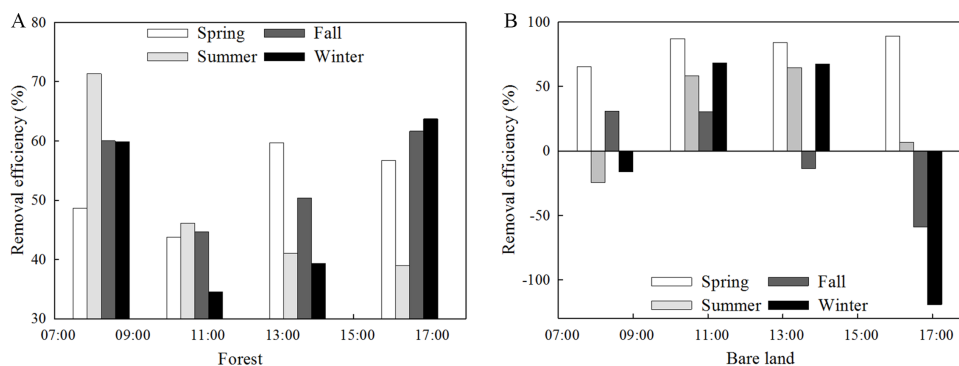 A
Removal efficiency (%)
80
70
60
50
40
30
Spring
Fall
Summer
Winter
07:00
09:00
11:00
13:00
15:00
17:00
Forest
B
Removal efficiency (%)
100
50
0
-50
-100
Spring
Fall
Summer
Winter
07:00
09:00
11:00
13:00
15:00
17:00
Bare land